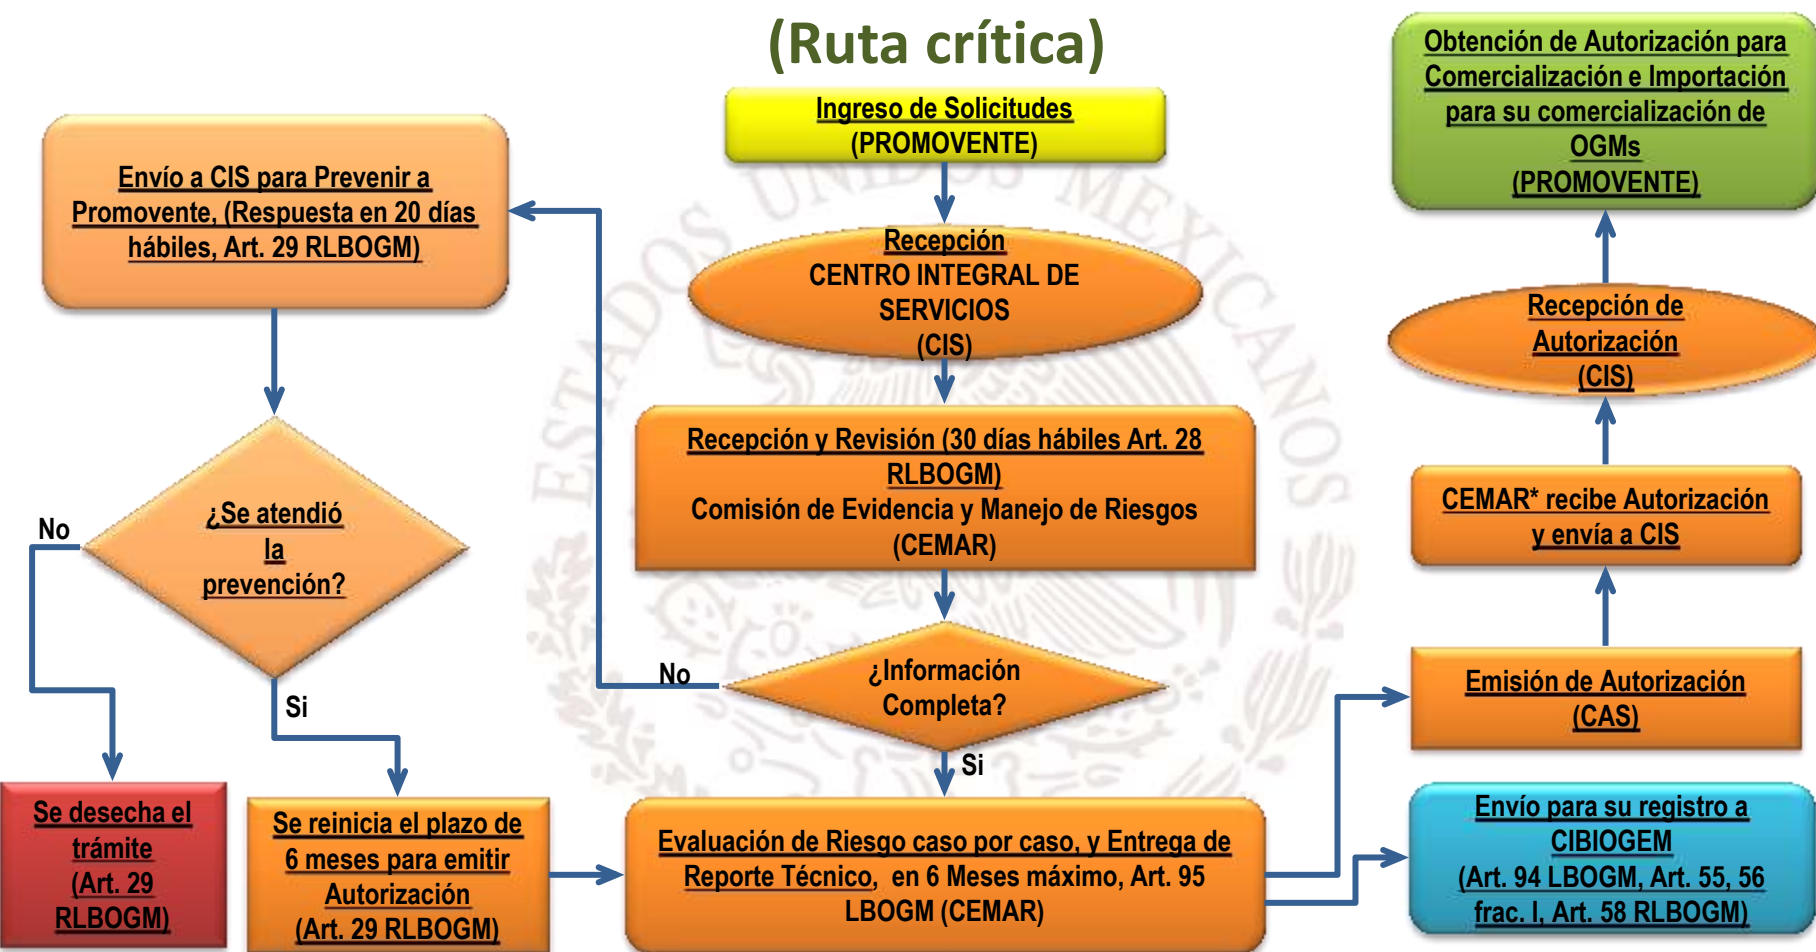 (Ruta crítica)
Ingreso de Solicitudes
(PROMOVENTE)
Recepción
CENTRO INTEGRAL DE
SERVICIOS
(CIS)
Recepción y Revisión (30 días hábiles Art. 28
RLBOGM)
Comisión de Evidencia y Manejo de Riesgos
(CEMAR)
¿Información
Completa?
No
Si
Envío a CIS para Prevenir a
Promovente, (Respuesta en 20 días
hábiles, Art. 29 RLBOGM)
¿Se atendió
la
prevención?
No
Si
Se desecha el
trámite
(Art. 29
RLBOGM)
Se reinicia el plazo de
6 meses para emitir
Autorización
(Art. 29 RLBOGM)
Evaluación de Riesgo caso por caso, y Entrega de
Reporte Técnico, en 6 Meses máximo, Art. 95
LBOGM (CEMAR)
Emisión de Autorización
(CAS)
CEMAR* recibe Autorización
y envía a CIS
Recepción de
Autorización
(CIS)
Obtención de Autorización para
Comercialización e Importación
para su comercialización de
OGMs
(PROMOVENTE)
Envío para su registro a
CIBIOGEM
(Art. 94 LBOGM, Art. 55, 56
frac. I, Art. 58 RLBOGM)
ESTADOS UNIDOS MEXICANOS